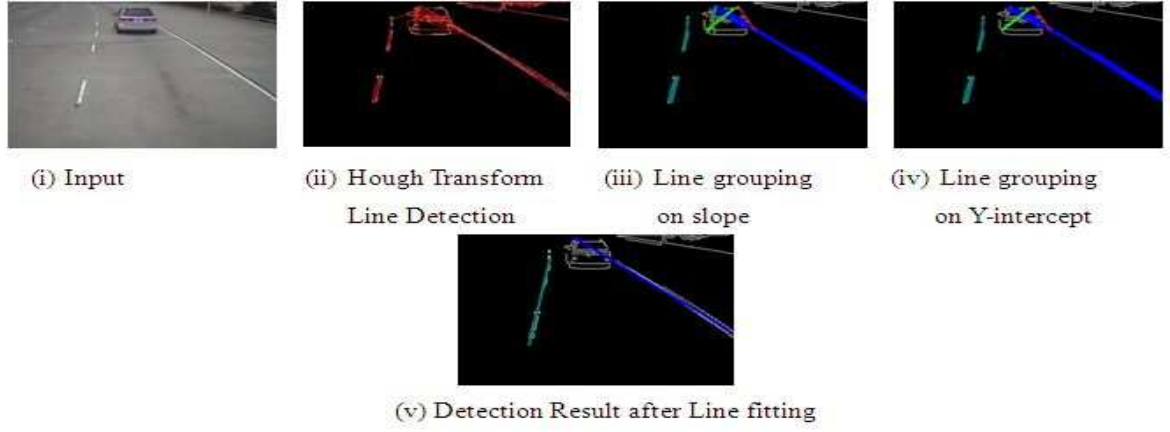 (i) Input
(ii) Hough Transform
Line Detection
(iii) Line grouping
on slope
(iv) Line grouping
on Y-intercept
(v) Detection Result after Line fitting